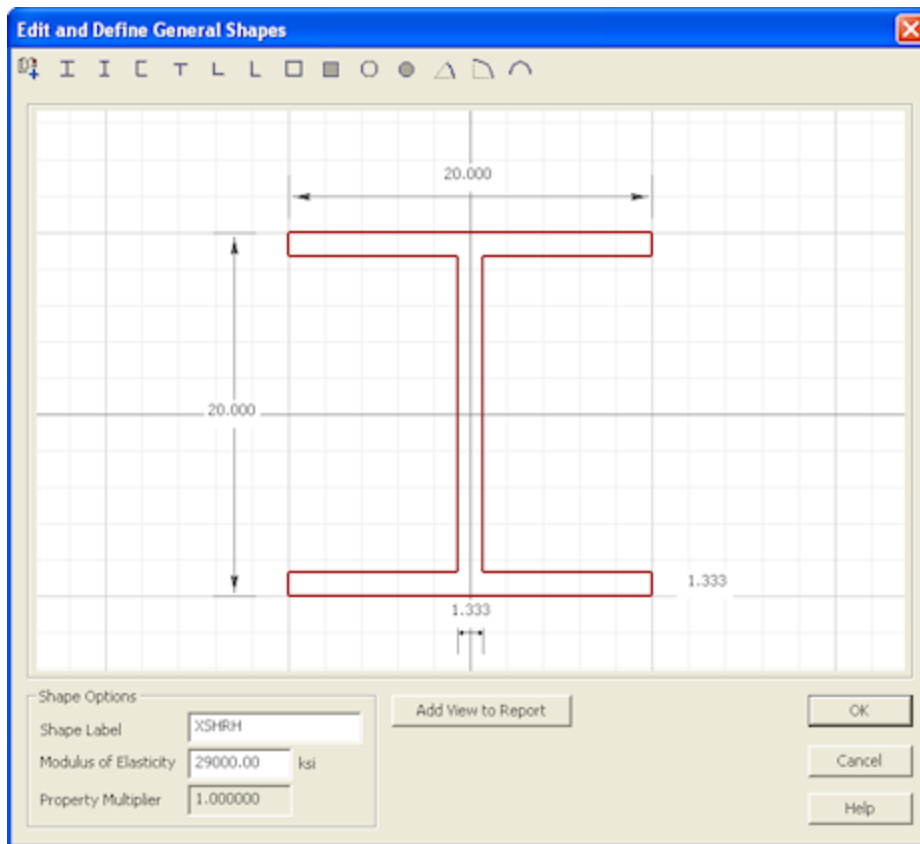 Edit and Define General Shapes
20.000
20.000
1.333
1.333
Shape Options
Shape Label XSHRH
Modulus of Elasticity 29000.00 ksi
Property Multiplier 1.000000
Add View to Report
OK
Cancel
Help